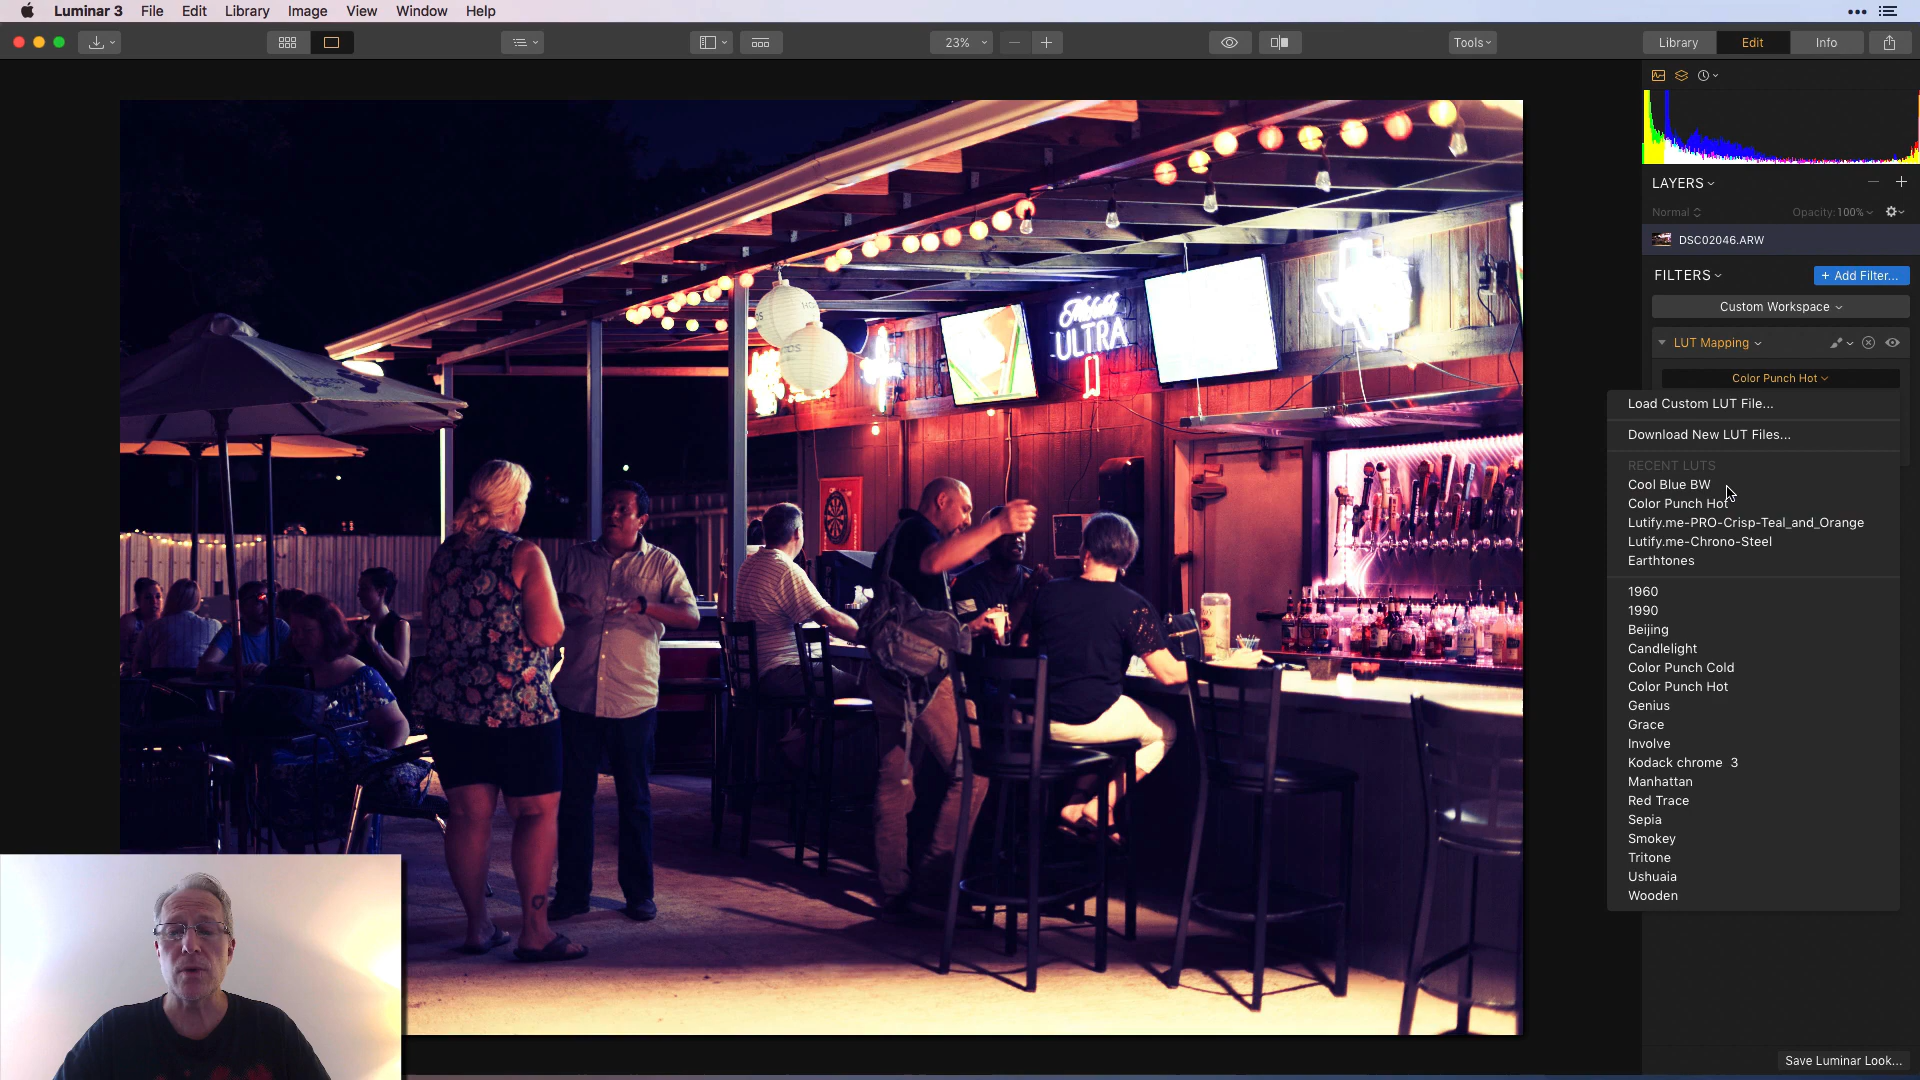 Luminar 3 File Edit Library Image View Window Help
23%
Tools
Library Edit Info
LAYERS
Normal Opacity: 100%
DSC02046.ARW
FILTERS + Add Filter...
Custom Workspace
LUT Mapping
Color Punch Hot
Load Custom LUT File...
Download New LUT Files...
RECENT LUTS
Cool Blue BW
Color Punch Hot
Lutify.me-PRO-Crisp-Teal_and_Orange
Lutify.me-Chrono-Steel
Earthtones
1960
1990
Beijing
Candlelight
Color Punch Cold
Color Punch Hot
Genius
Grace
Involve
Kodack chrome 3
Manhattan
Red Trace
Sepia
Smokey
Tritone
Ushuaia
Wooden
Save Luminar Look...
ULTRA